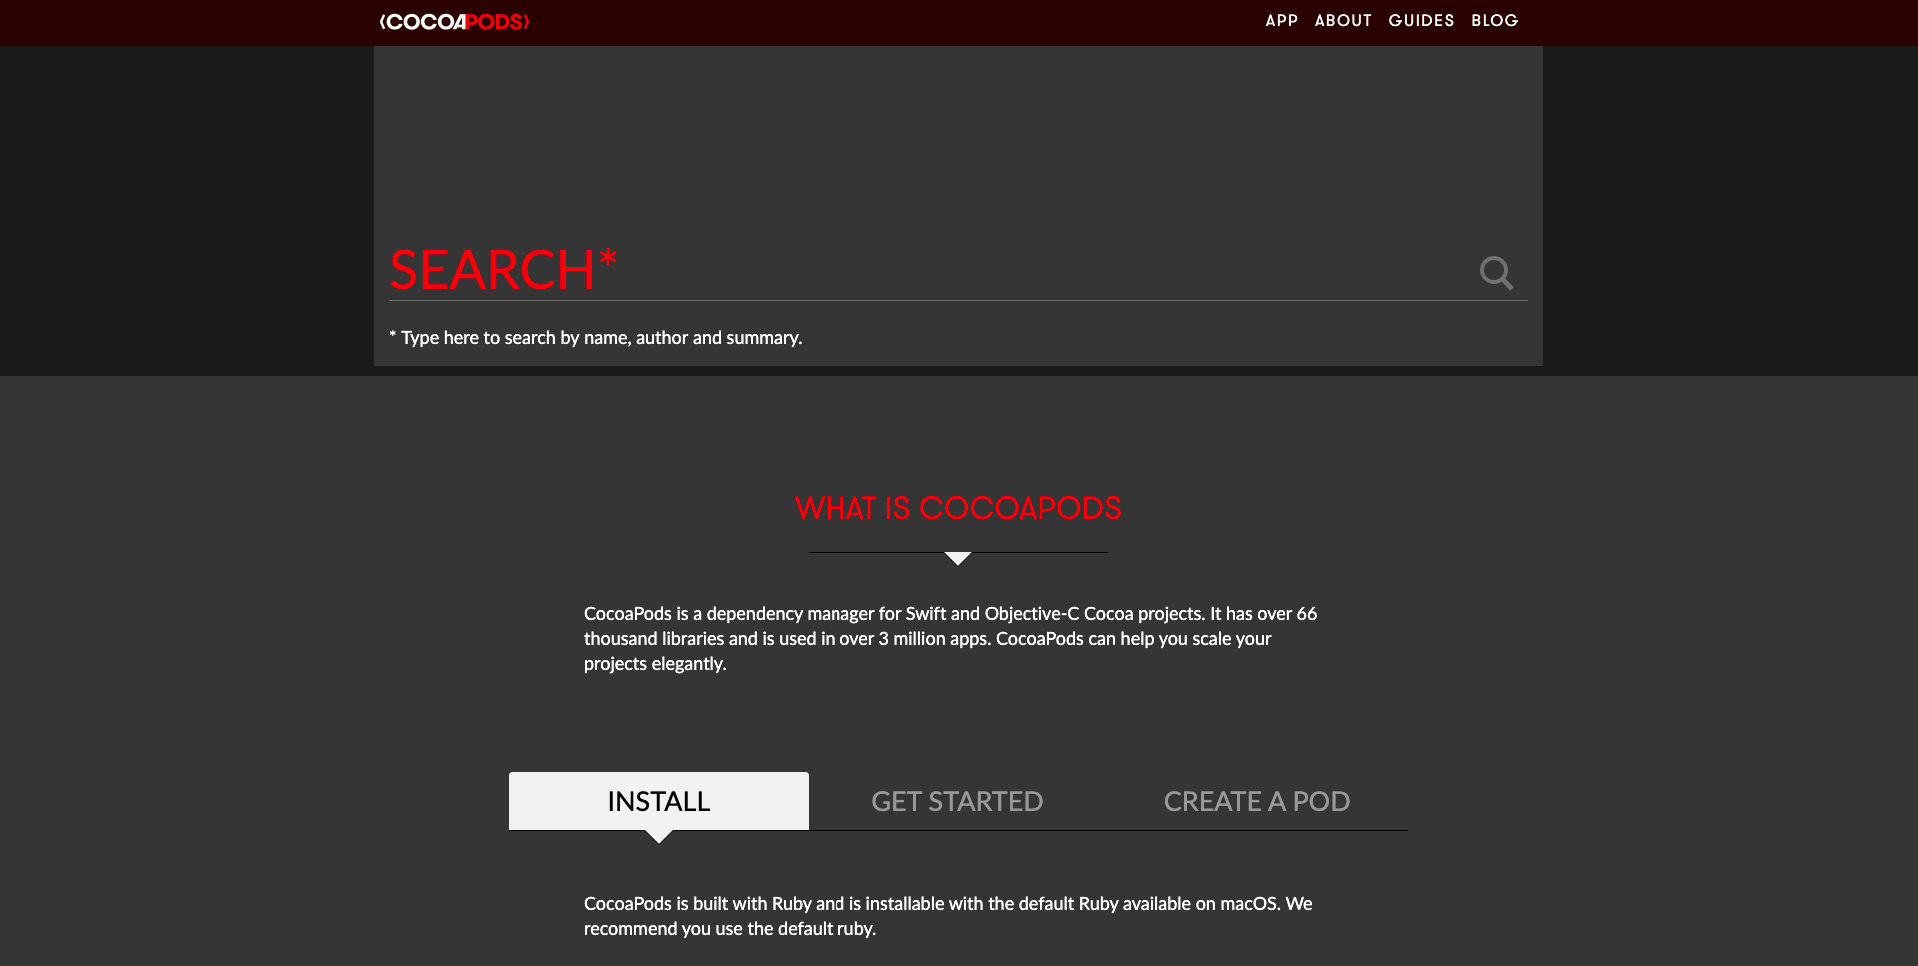 COCOAPODS
APP ABOUT GUIDES BLOG
SEARCH*
* Type here to search by name, author and summary.
WHAT IS COCOAPODS
CocoaPods is a dependency manager for Swift and Objective-C Cocoa projects. It has over 66
thousand libraries and is used in over 3 million apps. CocoaPods can help you scale your
projects elegantly.
INSTALL GET STARTED CREATE A POD
CocoaPods is built with Ruby and is installable with the default Ruby available on macOS. We
recommend you use the default ruby.